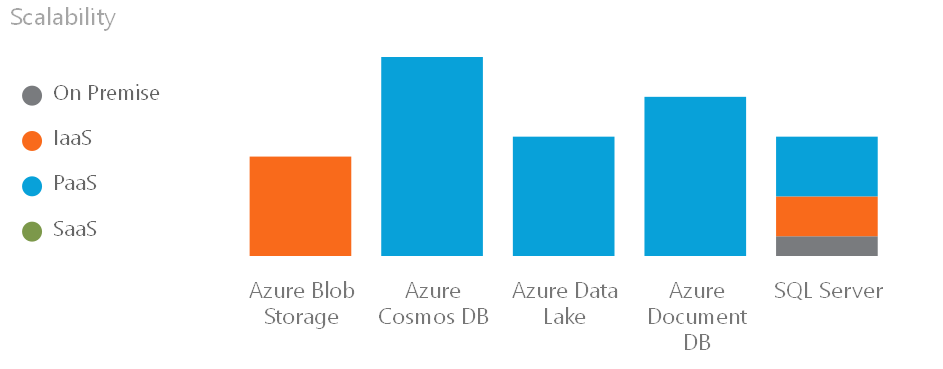 Scalability
On Premise
IaaS
PaaS
SaaS
Azure Blob
Storage
Azure
Cosmos DB
Azure Data
Lake
Azure
Document
DB
SQL Server